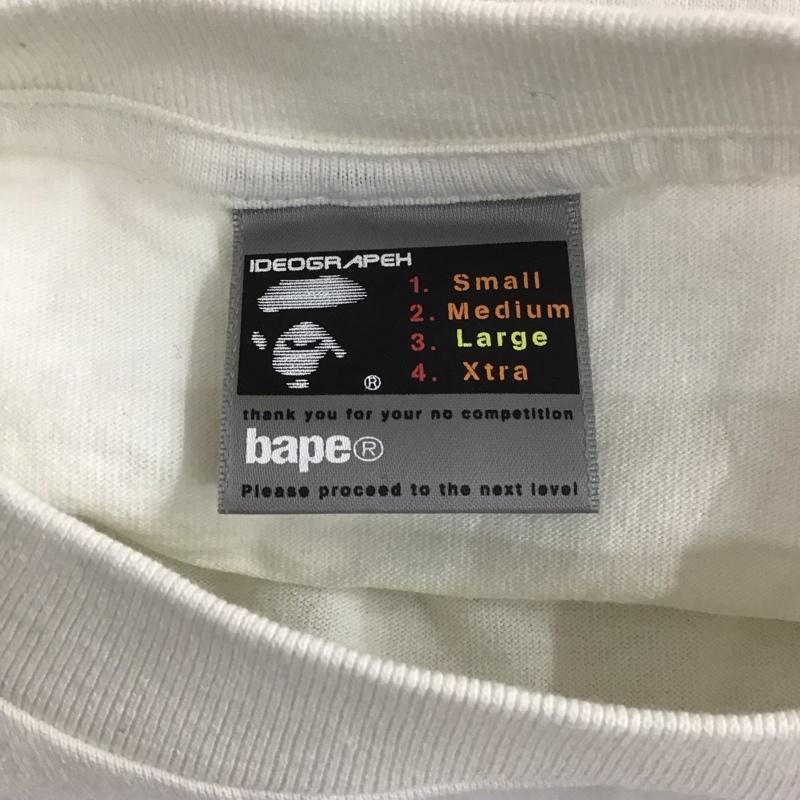 IDEOGRAPEH
1. Small
2. Medium
3. Large
4. Xtra
®
thank you for your no competition
bape®
Please proceed to the next level